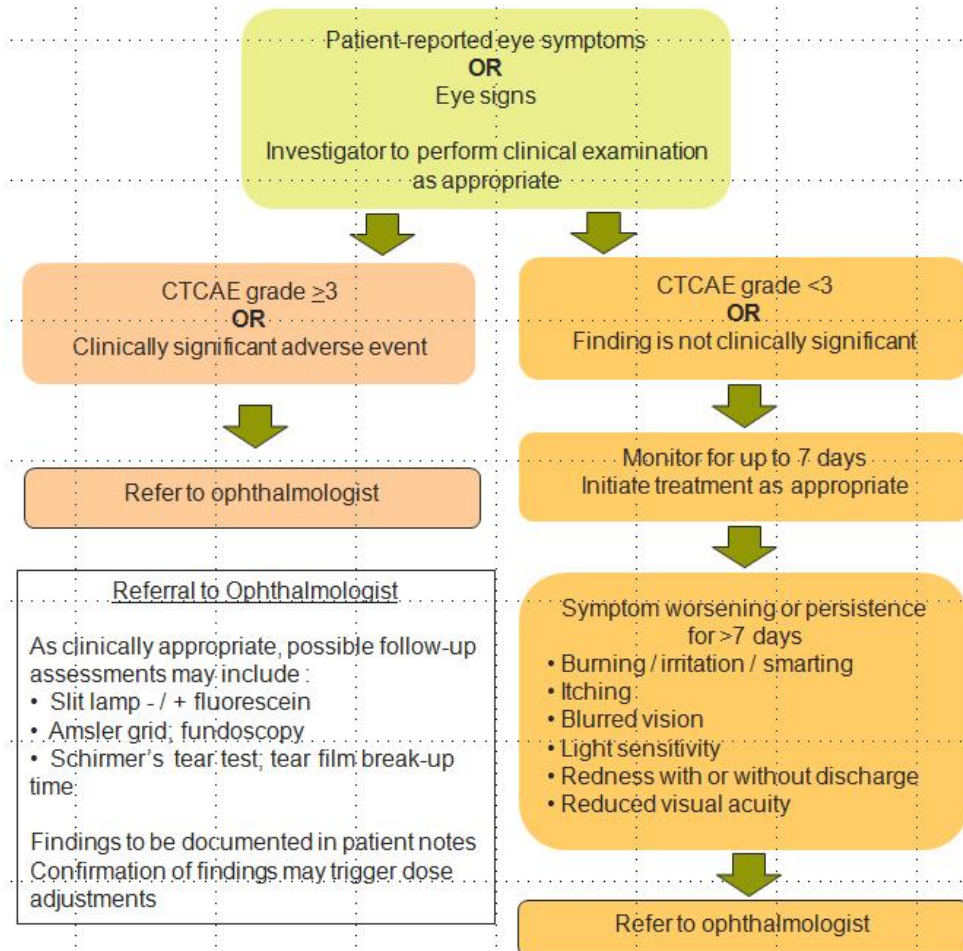 Patient-reported eye symptoms
OR
Eye signs
Investigator to perform clinical examination
as appropriate
CTCAE grade ≥3
OR
Clinically significant adverse event
Refer to ophthalmologist
Referral to Ophthalmologist
As clinically appropriate, possible follow-up
assessments may include :
• Slit lamp - / + fluorescein
• Amsler grid; fundoscopy
• Schirmer's tear test; tear film break-up
time
Findings to be documented in patient notes
Confirmation of findings may trigger dose
adjustments
CTCAE grade <3
OR
Finding is not clinically significant
Monitor for up to 7 days
Initiate treatment as appropriate
Symptom worsening or persistence
for >7 days
• Burning / irritation / smarting
• Itching
• Blurred vision
• Light sensitivity
• Redness with or without discharge
• Reduced visual acuity
Refer to ophthalmologist